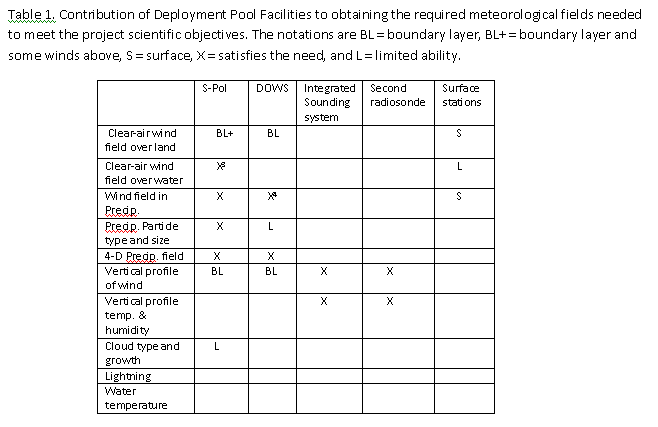 Table 1. Contribution of Deployment Pool Facilities to obtaining the required meteorological fields needed
to meet the project scientific objectives. The notations are BL=boundary layer, BL+=boundary layer and
some winds above, S=surface, X=satisfies the need, and L=limited ability.
S-Pol DOWS Integrated Second Surface
Sounding radiosonde stations
system
Clear-air wind BL+ BL S
field over land
Clear-air wind X L
field over water
Wind field in X X S
Precip.
Precip. Particle X L
type and size
4-D Precip. field X X
Vertical profile BL BL X X
of wind
Vertical profile X X
temp. &
humidity
Cloud type and L
growth
Lightning
Water
temperature